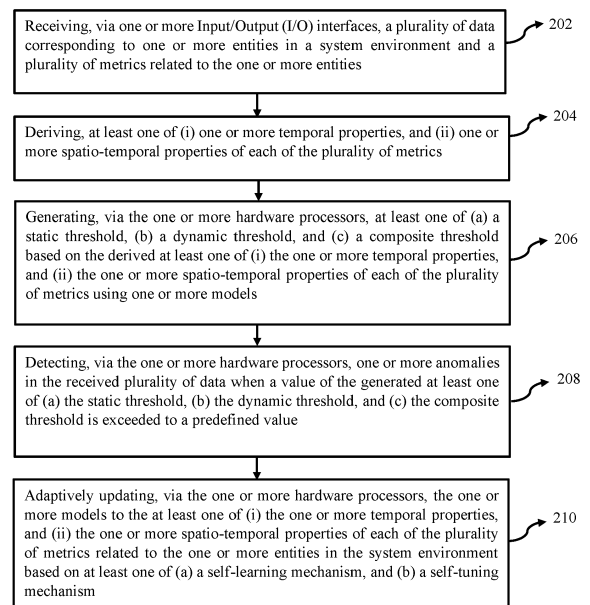 Receiving, via one or more Input/Output (I/O) interfaces, a plurality of data
corresponding to one or more entities in a system environment and a
plurality of metrics related to the one or more entities
202
Deriving, at least one of (i) one or more temporal properties, and (ii) one or
more spatio-temporal properties of each of the plurality of metrics
204
Generating, via the one or more hardware processors, at least one of (a) a
static threshold, (b) a dynamic threshold, and (c) a composite threshold
based on the derived at least one of (i) the one or more temporal properties,
and (ii) the one or more spatio-temporal properties of each of the plurality
of metrics using one or more models
206
Detecting, via the one or more hardware processors, one or more anomalies
in the received plurality of data when a value of the generated at least one
of (a) the static threshold, (b) the dynamic threshold, and (c) the composite
threshold is exceeded to a predefined value
208
Adaptively updating, via the one or more hardware processors, the one or
more models to the at least one of (i) the one or more temporal properties,
and (ii) the one or more spatio-temporal properties of each of the plurality
of metrics related to the one or more entities in the system environment
based on at least one of (a) a self-learning mechanism, and (b) a self-tuning
mechanism
210